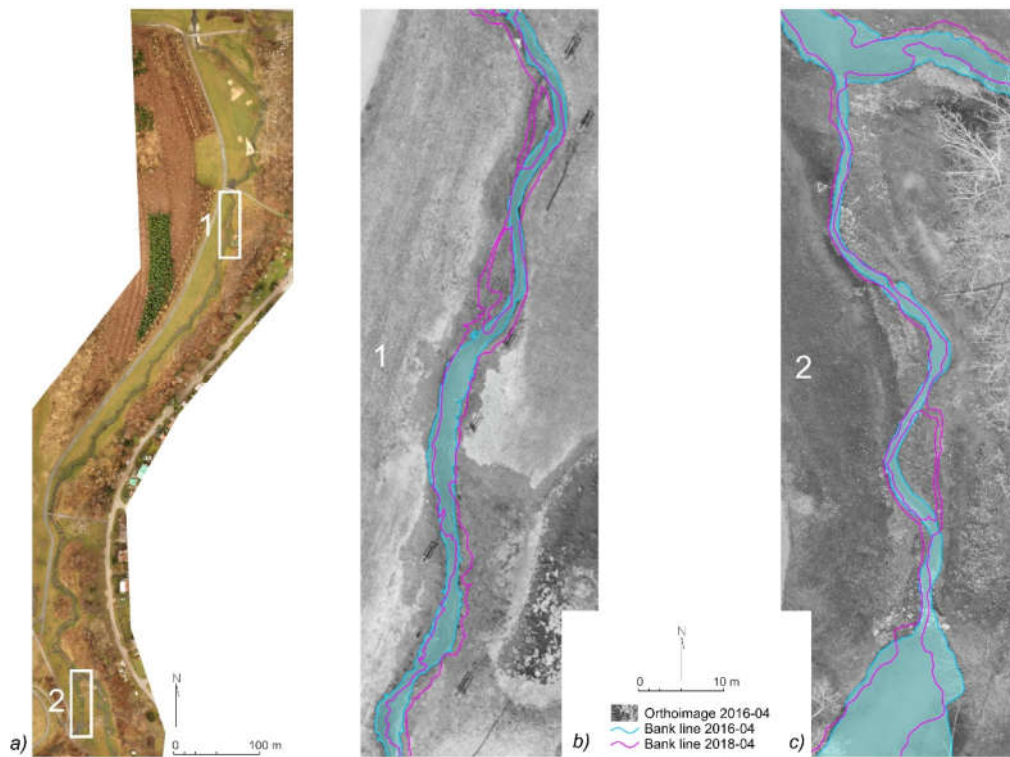 1
2
N
0 100 m
a)
1
b)
N
0 10 m
Orthoimage 2016-04
Bank line 2016-04
Bank line 2018-04
2
c)